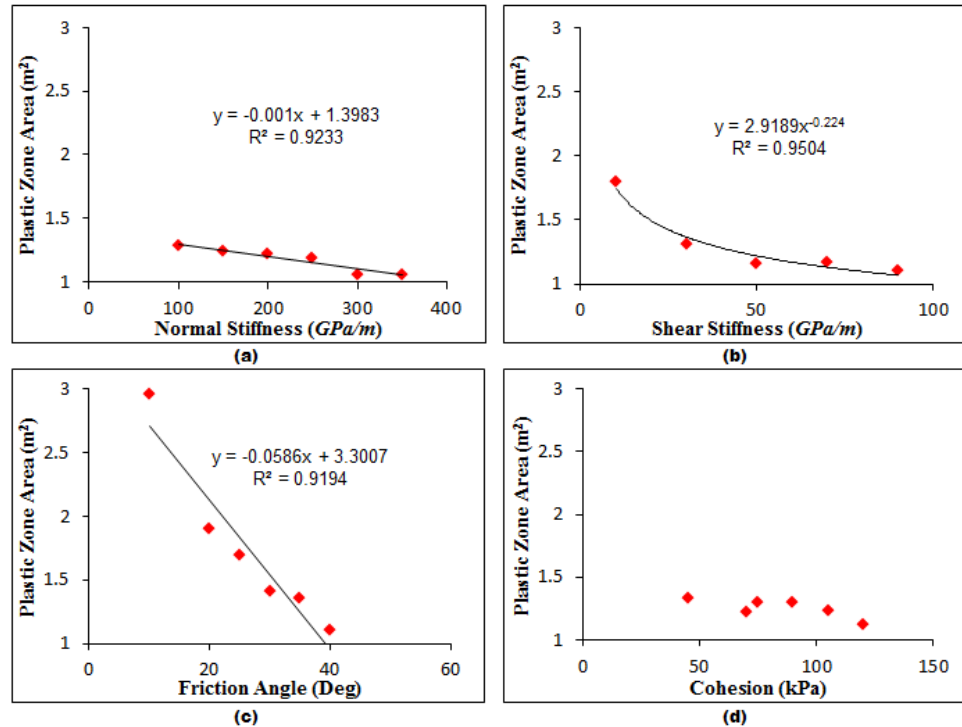 3
2.5
2
1.5
1
Plastic Zone Area (m²)
y = -0.001x + 1.3983
R² = 0.9233
0 100 200 300 400
Normal Stiffness (GPa/m)
(a)
3
2.5
2
1.5
1
Plastic Zone Area (m²)
y = 2.9189x^-0.224
R² = 0.9504
0 50 100
Shear Stiffness (GPa/m)
(b)
3
2.5
2
1.5
1
Plastic Zone Area (m²)
y = -0.0586x + 3.3007
R² = 0.9194
0 20 40 60
Friction Angle (Deg)
(c)
3
2.5
2
1.5
1
Plastic Zone Area (m²)
0 50 100 150
Cohesion (kPa)
(d)